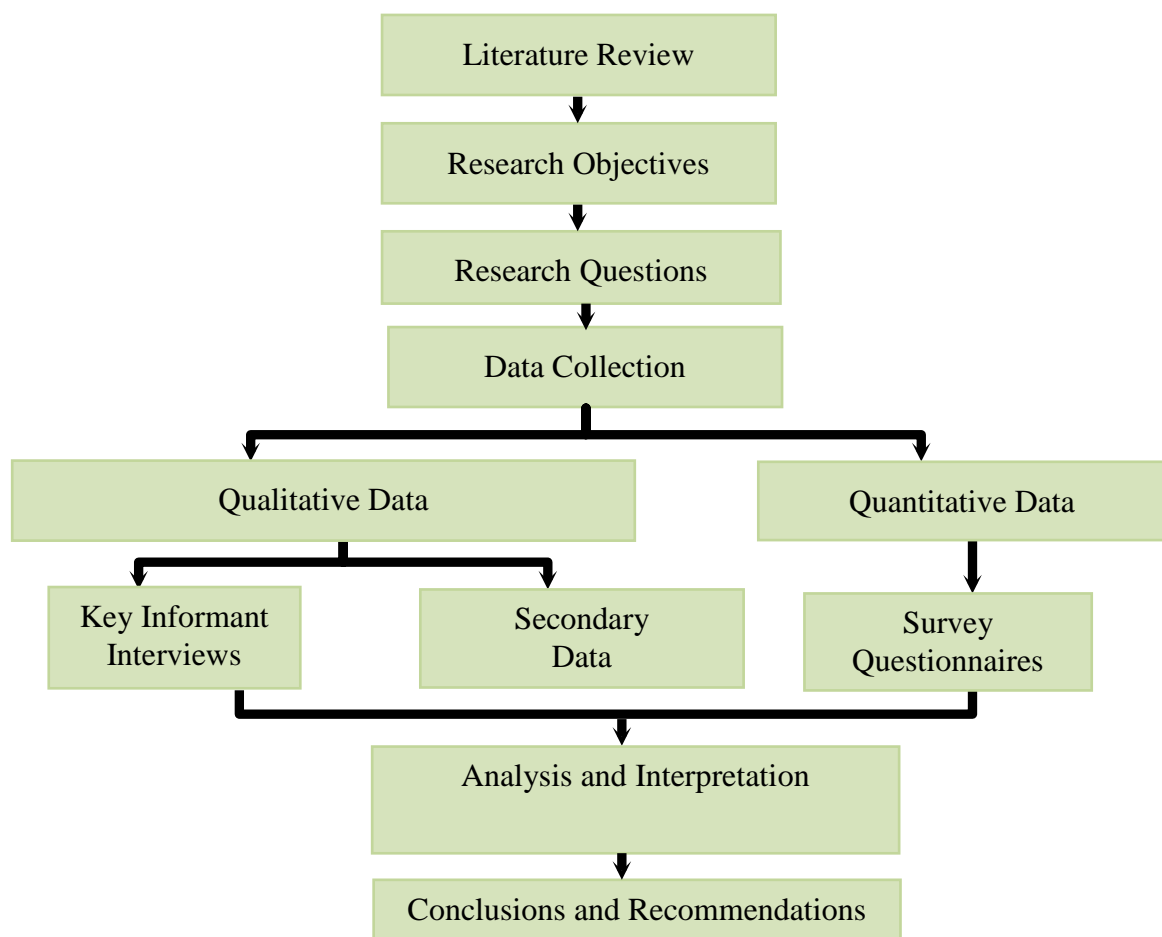 Literature Review
Research Objectives
Research Questions
Data Collection
Qualitative Data
Quantitative Data
Key Informant
Interviews
Secondary
Data
Survey
Questionnaires
Analysis and Interpretation
Conclusions and Recommendations